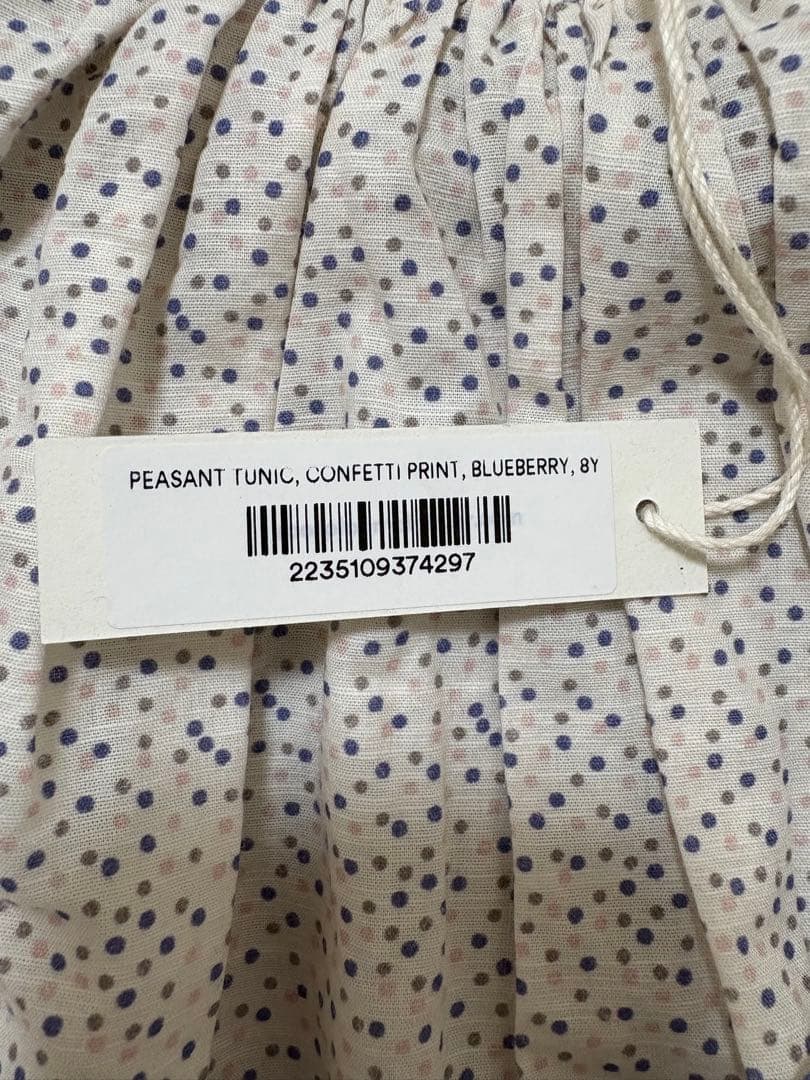 PEASANT TUNIC, CONFETTI PRINT, BLUEBERRY, 8Y
2235109374297